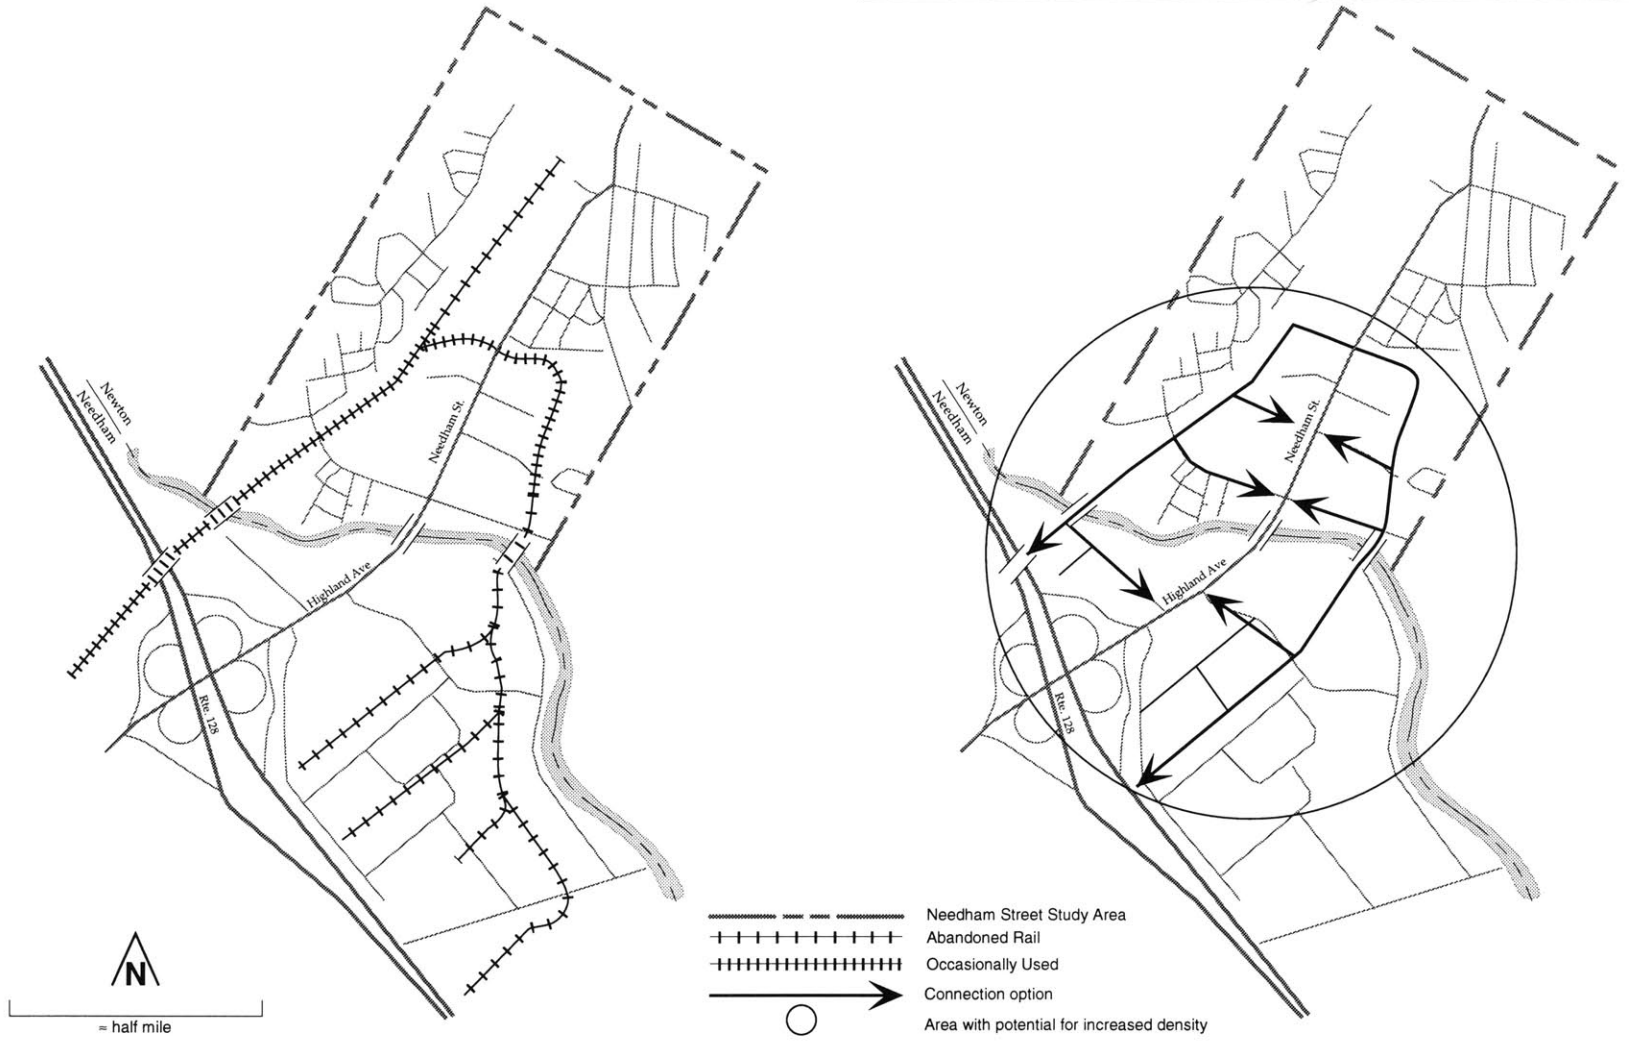 Newton
Needham
Needham St.
Highland Ave
Rte. 128
Newton
Needham
Needham St.
Highland Ave
Rte. 128
N
≈ half mile
Needham Street Study Area
Abandoned Rail
Occasionally Used
Connection option
Area with potential for increased density